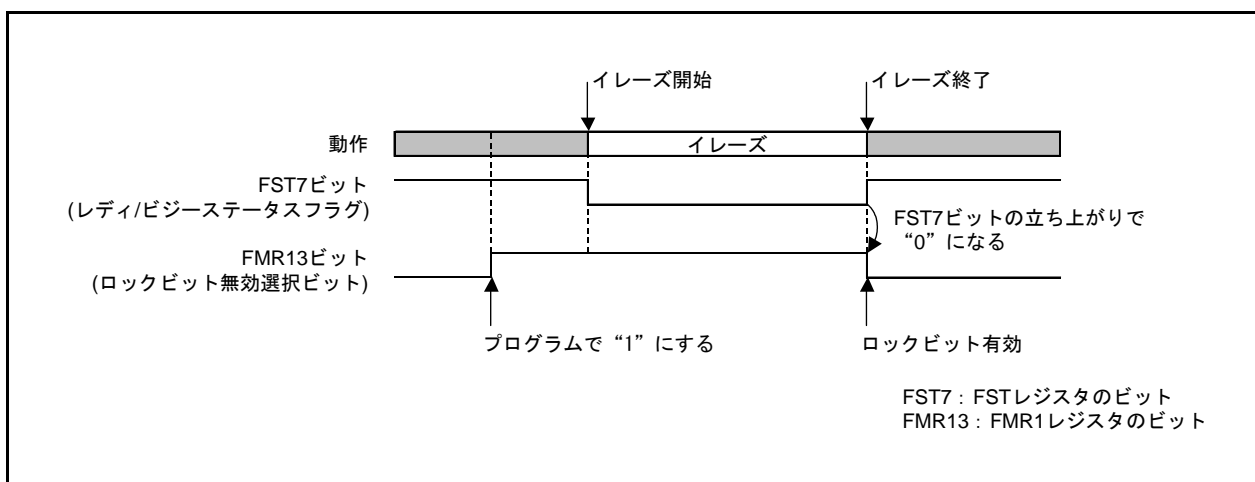 イレーズ開始
イレーズ終了
動作
イレーズ
FST7ビット
(レディ/ビジーステータスフラグ)
FST7ビットの立ち上がりで
“0”になる
FMR13ビット
(ロックビット無効選択ビット)
プログラムで“1”にする
ロックビット有効
FST7：FSTレジスタのビット
FMR13：FMR1レジスタのビット